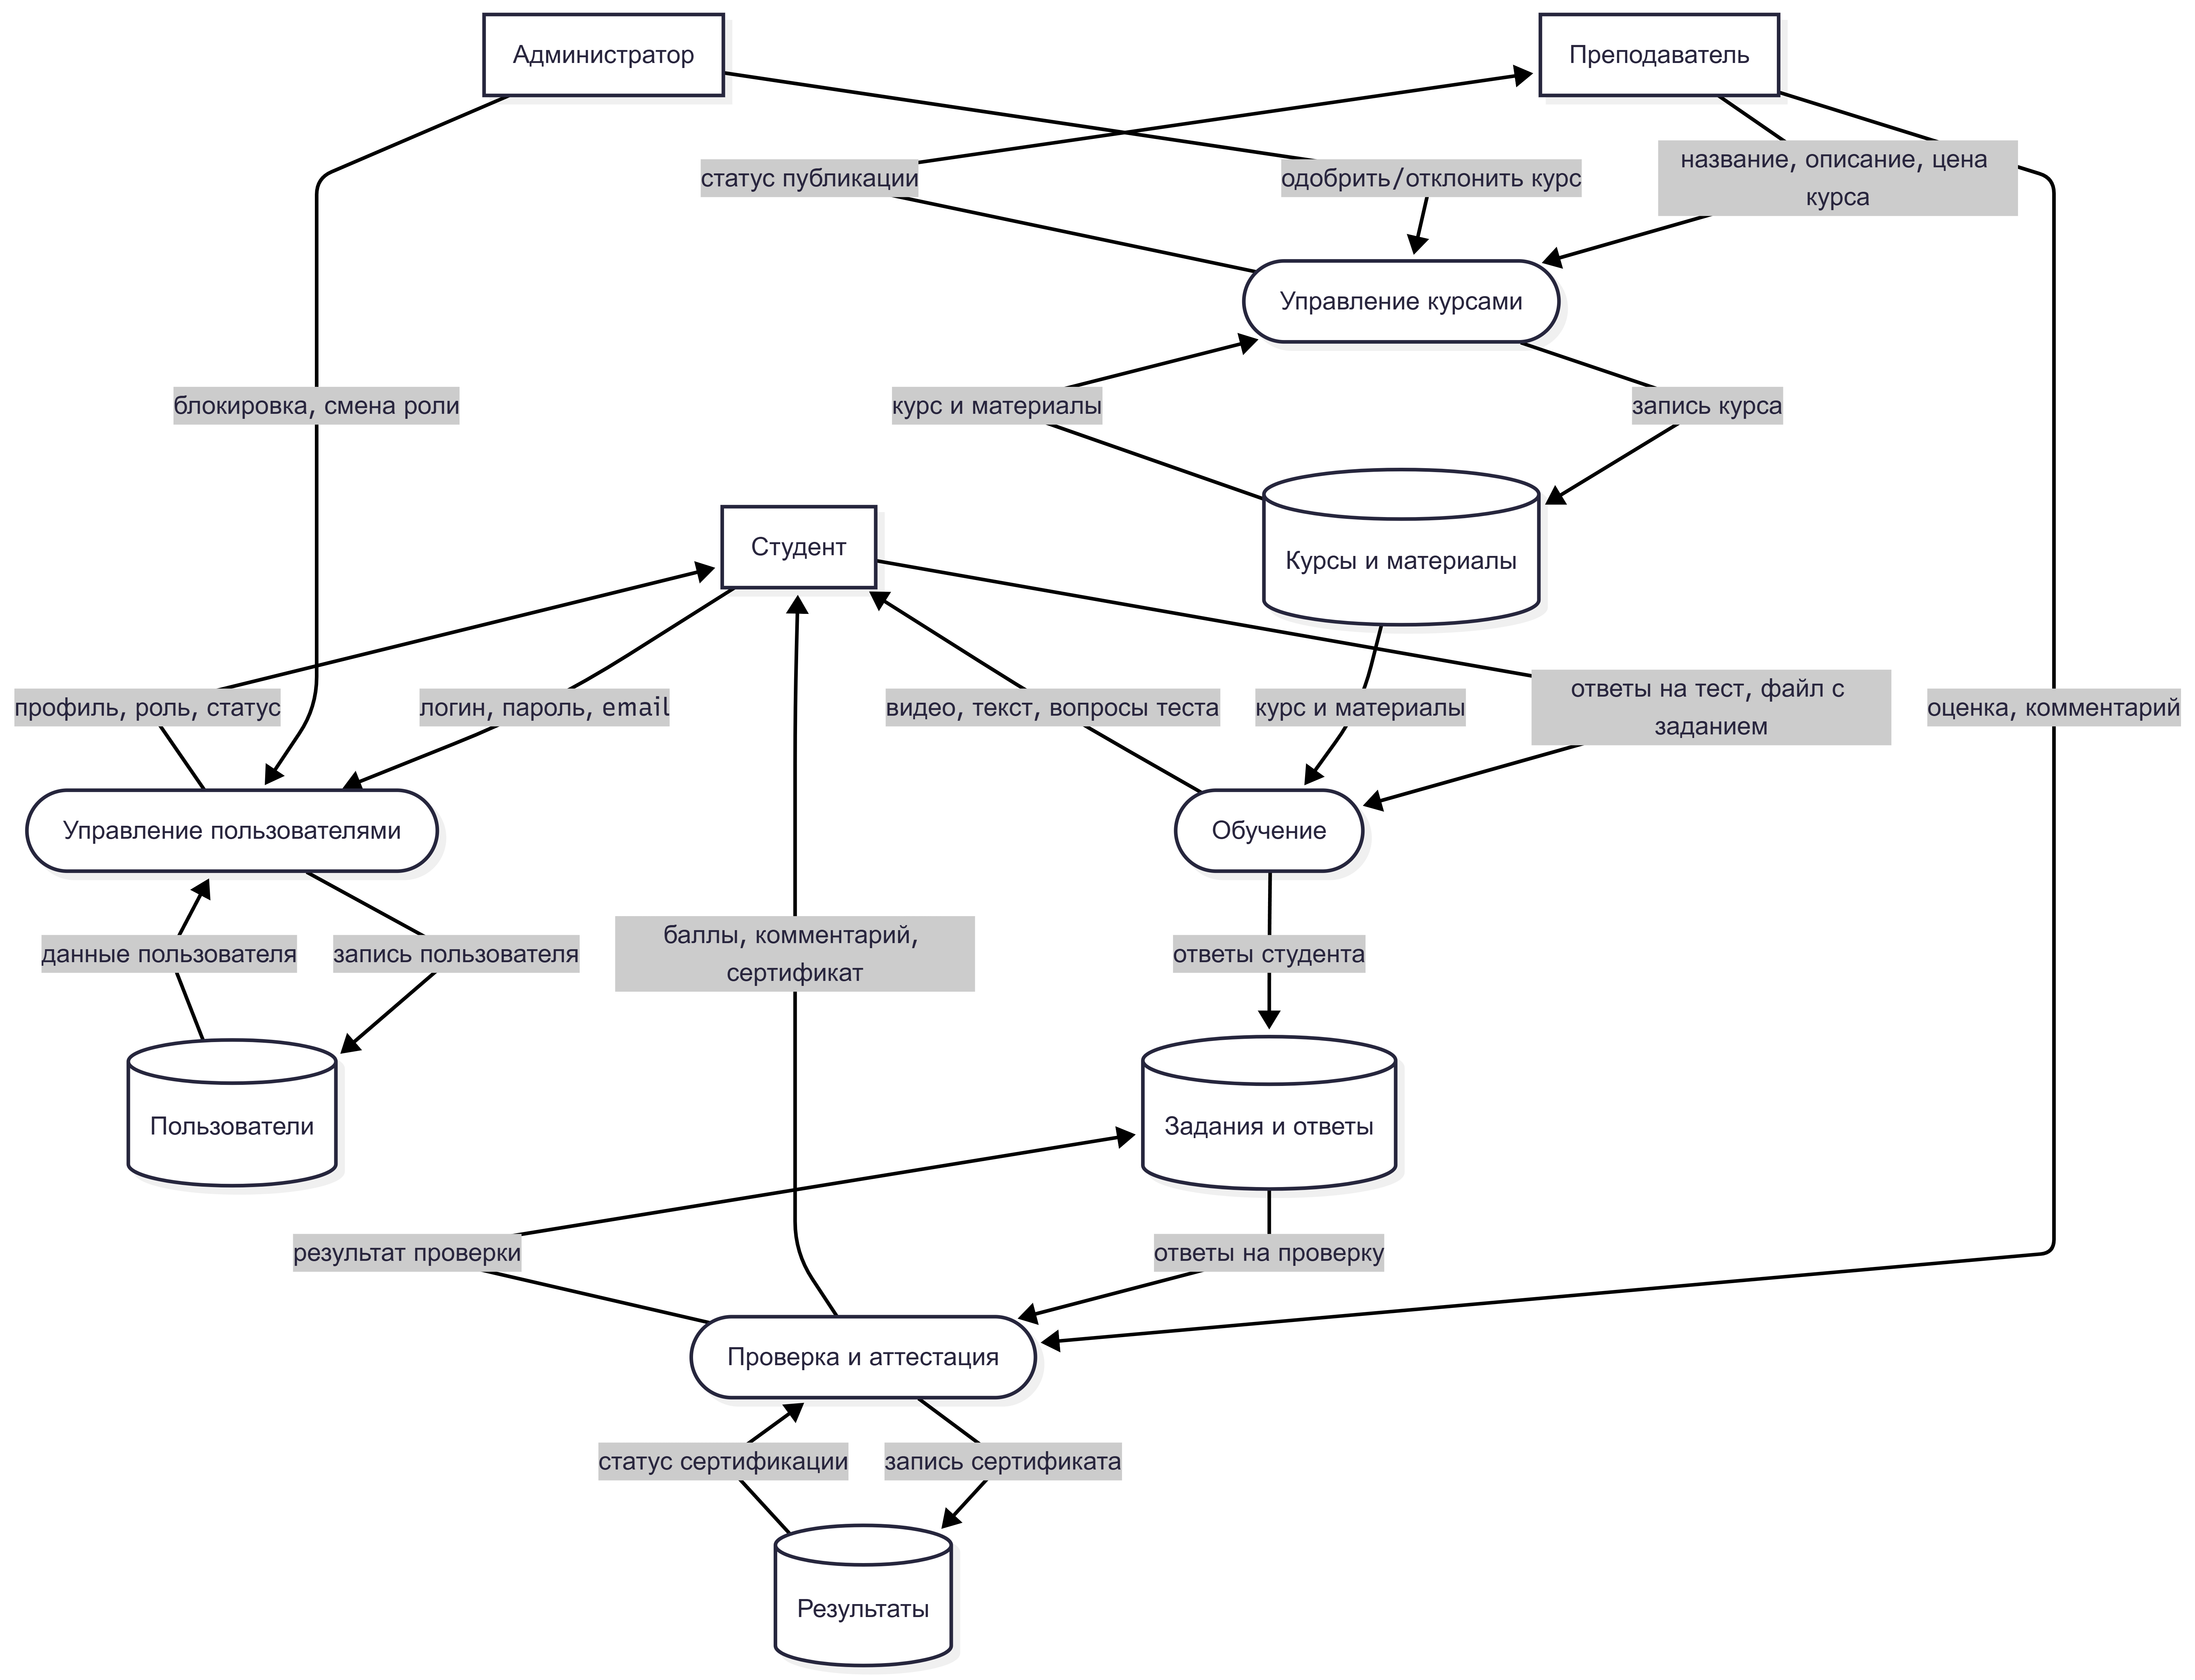 Администратор
Преподаватель
статус публикации
одобрить/отклонить курс
название, описание, цена
курса
Управление курсами
блокировка, смена роли
курс и материалы
запись курса
Студент
Курсы и материалы
профиль, роль, статус
логин, пароль, email
видео, текст, вопросы теста
курс и материалы
ответы на тест, файл с
заданием
оценка, комментарий
Управление пользователями
Обучение
данные пользователя
запись пользователя
баллы, комментарий,
сертификат
ответы студента
Пользователи
Задания и ответы
результат проверки
ответы на проверку
Проверка и аттестация
статус сертификации
запись сертификата
Результаты